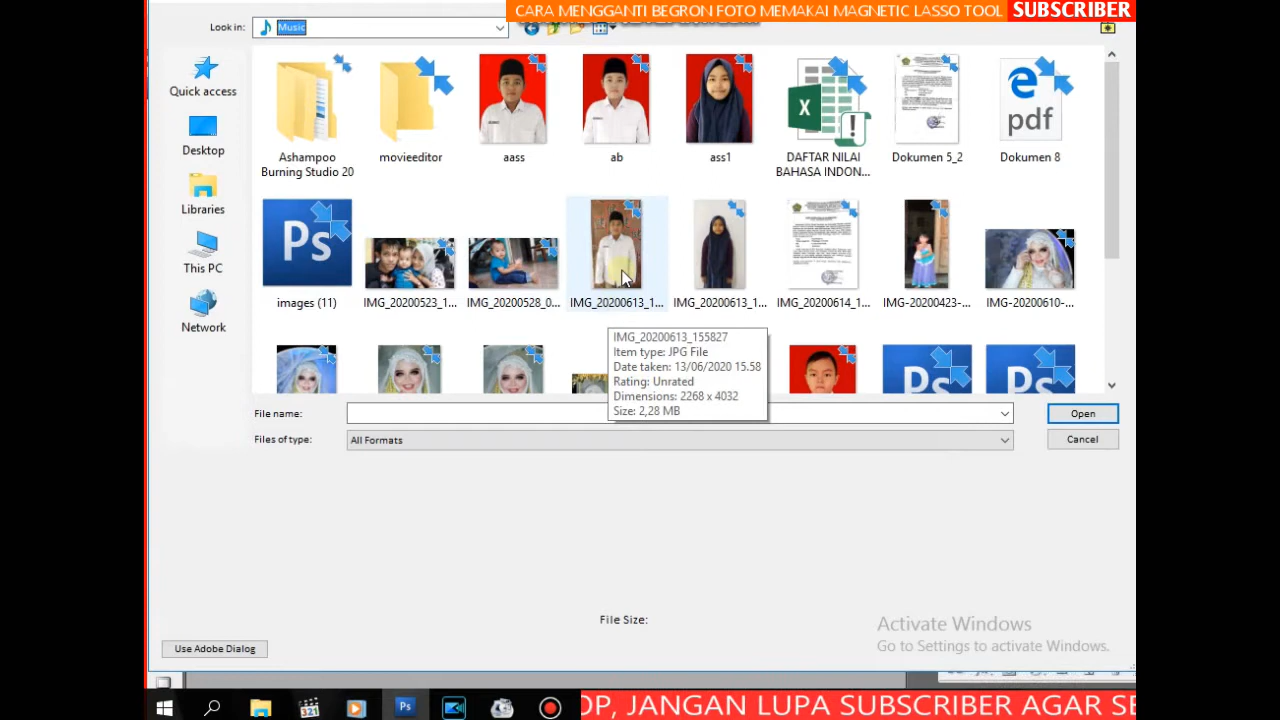 CARA MENGGANTI BEGRON FOTO MEMAKAI MAGNETIC LASSO TOOL SUBSCRIBER
Look in: Music
Quick access
Desktop
Libraries
This PC
Network
Ashampoo
Burning Studio 20
movieeditor
aass
ab
ass1
DAFTAR NILAI
BAHASA INDON...
Dokumen 5_2
Dokumen 8
pdf
Ps
images (11)
IMG_20200523_1...
IMG_20200528_0...
IMG_20200613_1...
IMG_20200613_1...
IMG_20200614_1...
IMG-20200423-...
IMG-20200610-...
IMG_20200613_155827
Item type: JPG File
Date taken: 13/06/2020 15.58
Rating: Unrated
Dimensions: 2268 x 4032
Size: 2,28 MB
File name:
Open
Files of type: All Formats
Cancel
File Size:
Activate Windows
Go to Settings to activate Windows.
Use Adobe Dialog
321
Ps
OP, JANGAN LUPA SUBSCRIBER AGAR SE